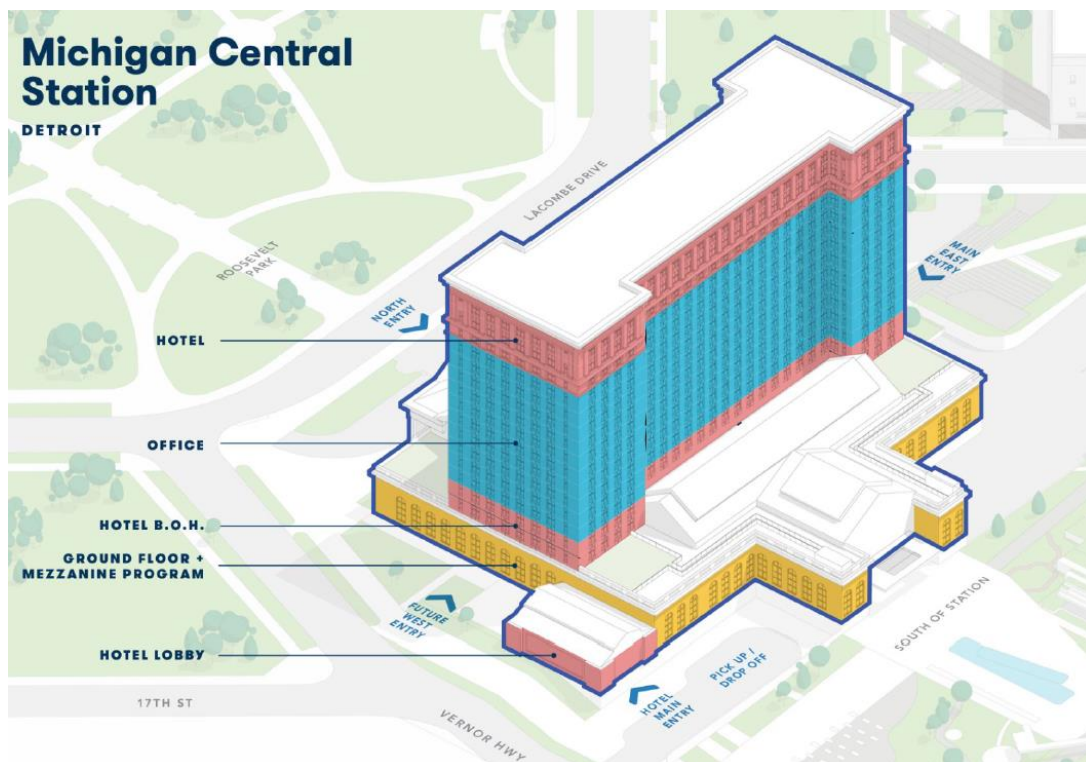 Michigan Central
Station
DETROIT
LACOMBE DRIVE
ROOSEVELT
PARK
MAIN
EAST
ENTRY
NORTH
ENTRY
HOTEL
OFFICE
HOTEL B.O.H.
GROUND FLOOR +
MEZZANINE PROGRAM
FUTURE
WEST
ENTRY
SOUTH OF STATION
HOTEL LOBBY
PICK UP /
DROP OFF
HOTEL
MAIN
ENTRY
17TH ST
VERNOR HWY